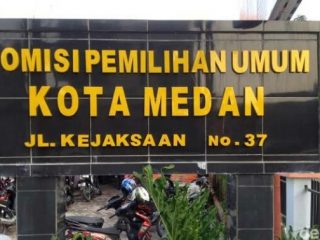 OMISI PEMILIHAN UMUM
KOTA MEDAN
JL. KEJAKSAAN No. 37